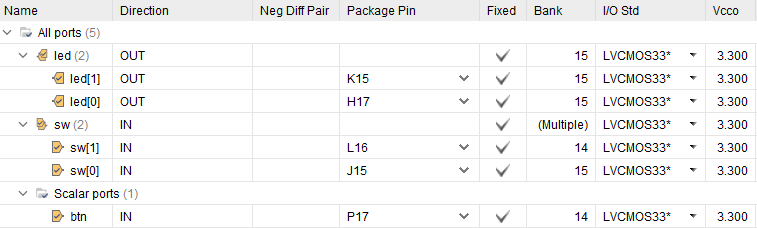 Name Direction Neg Diff Pair Package Pin Fixed Bank I/O Std Vcco
All ports (5)
led (2) OUT 15 LVCMOS33* 3.300
led[1] OUT K15 15 LVCMOS33* 3.300
led[0] OUT H17 15 LVCMOS33* 3.300
sw (2) IN (Multiple) LVCMOS33* 3.300
sw[1] IN L16 14 LVCMOS33* 3.300
sw[0] IN J15 15 LVCMOS33* 3.300
Scalar ports (1)
btn IN P17 14 LVCMOS33* 3.300